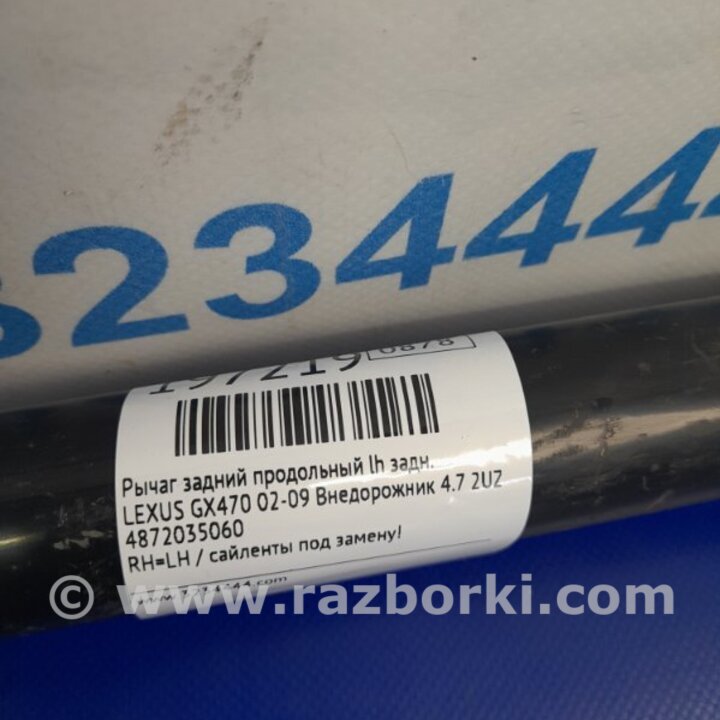 3234444
197219 0878
Рычаг задний продольный lh задн.
LEXUS GX470 02-09 Внедорожник 4.7 2UZ
4872035060
RH=LH / сайленты под замену!
© www.razborki.com